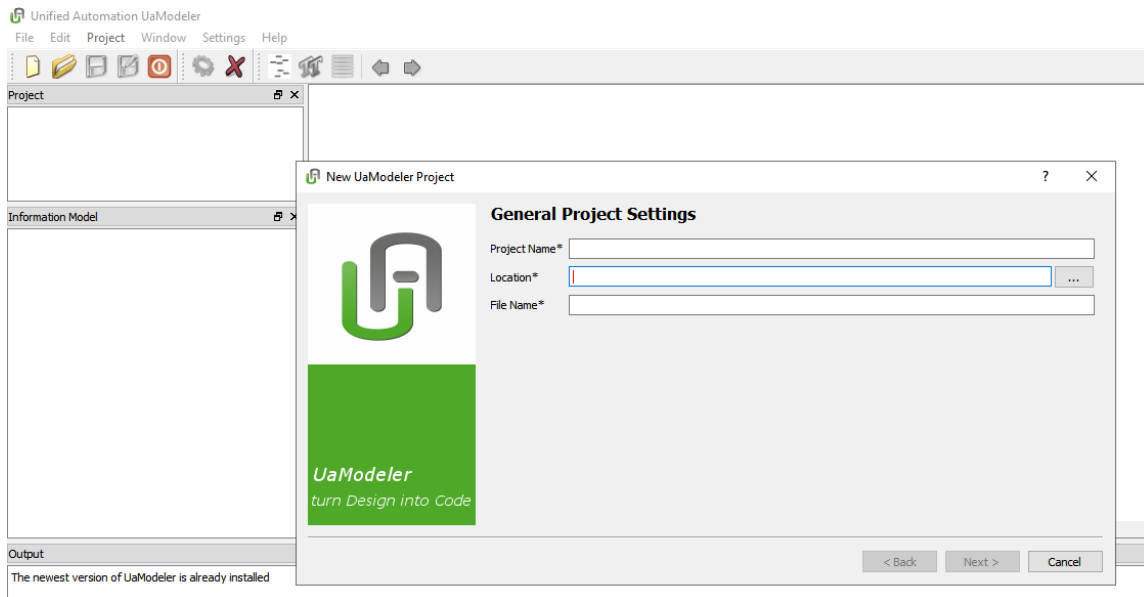 Unified Automation UaModeler
File Edit Project Window Settings Help
Project
New UaModeler Project
?
Information Model
General Project Settings
Project Name*
Location*
...
File Name*
UaModeler
turn Design into Code
< Back Next > Cancel
Output
The newest version of UaModeler is already installed